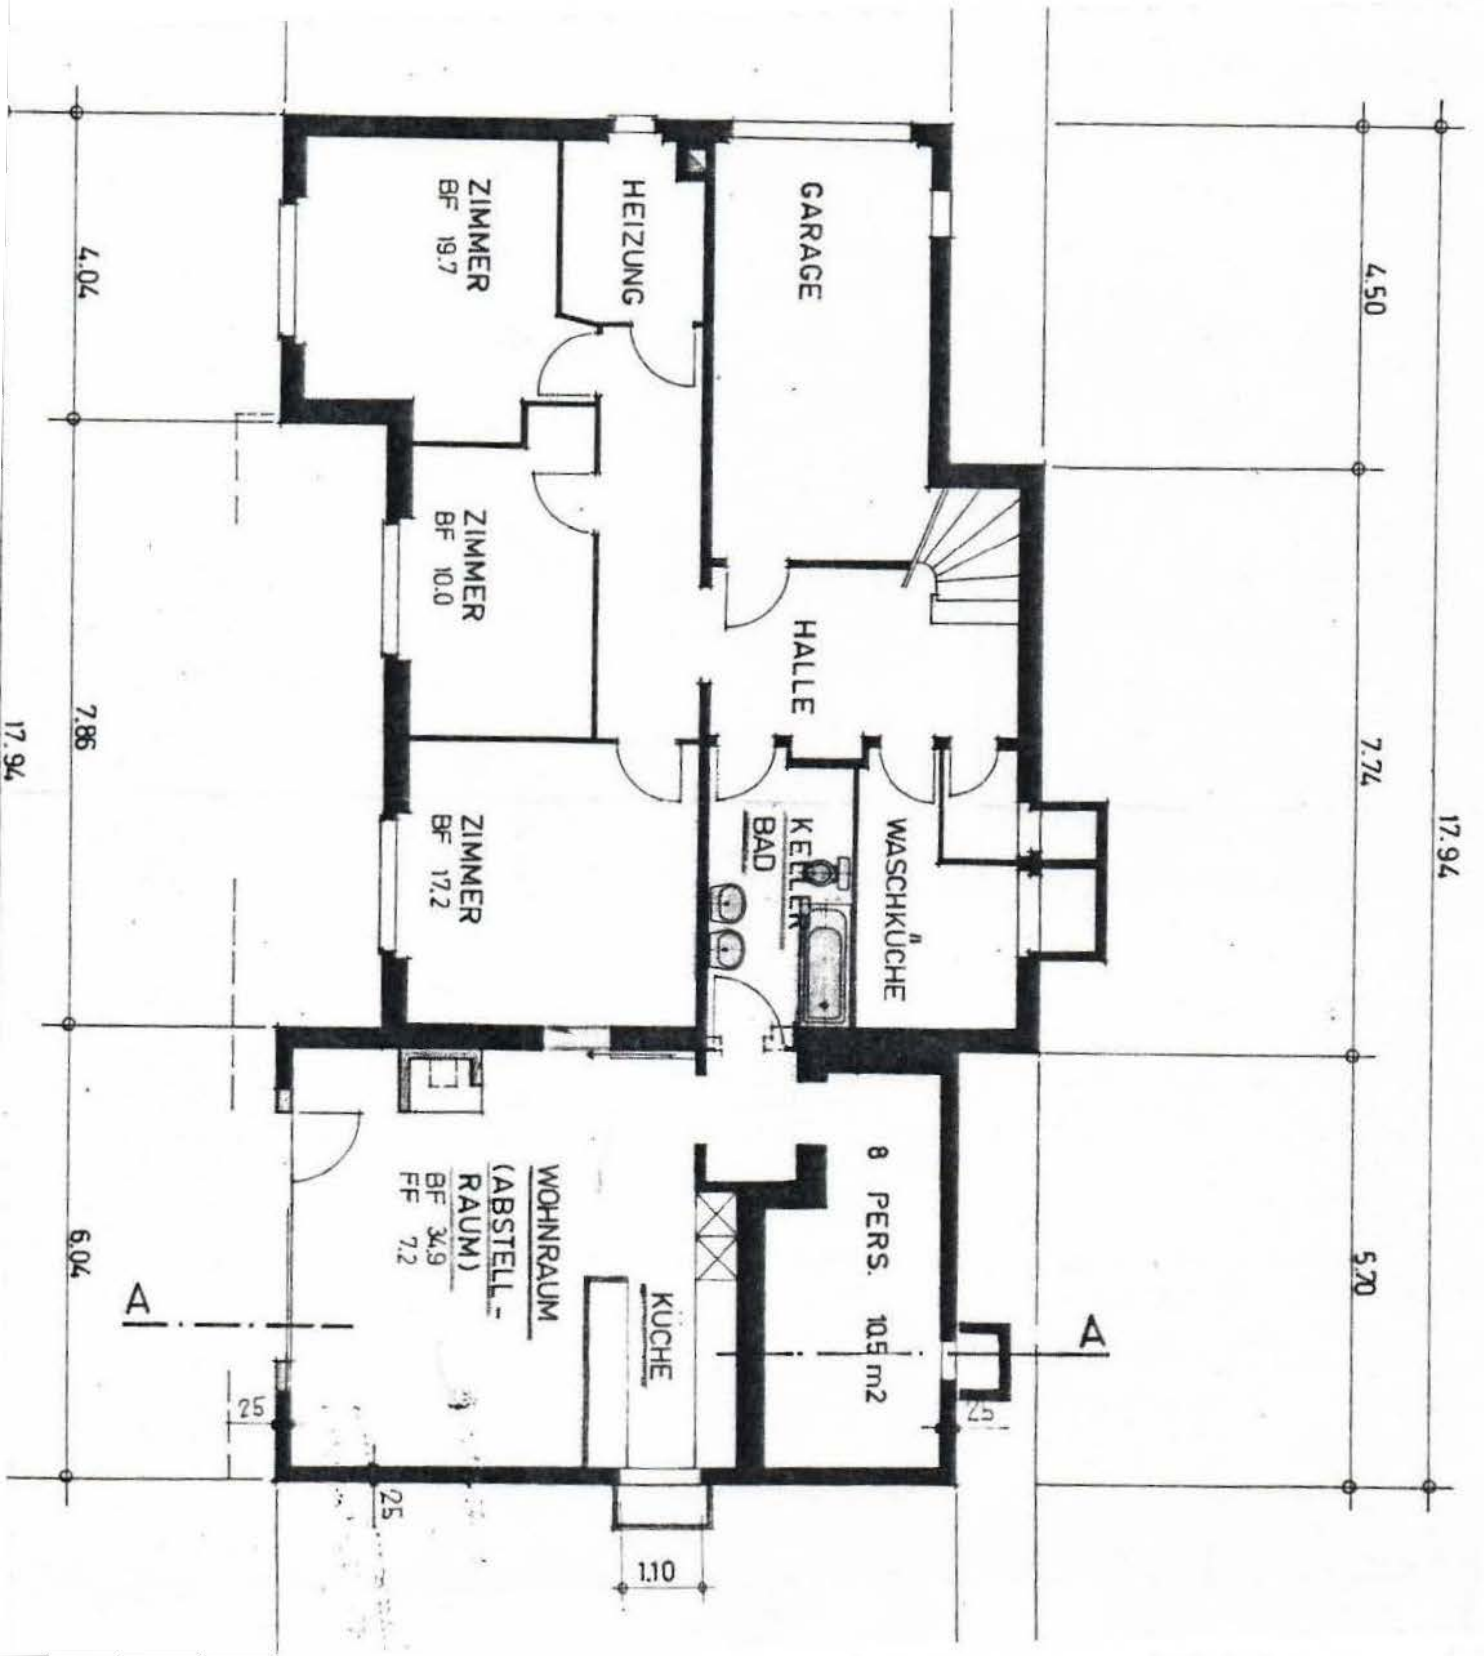 GARAGE
HEIZUNG
ZIMMER
BF 19.7
ZIMMER
BF 10.0
HALLE
ZIMMER
BF 17.2
KELLER
BAD
WASCHKÜCHE
WOHNRAUM
(ABSTELL-
RAUM)
BF 34.9
FF 7.2
KÜCHE
8 PERS. 10.5 m2
A
A
4.04
7.86
17.94
6.04
4.50
7.74
17.94
5.70
25
25
25
1.10